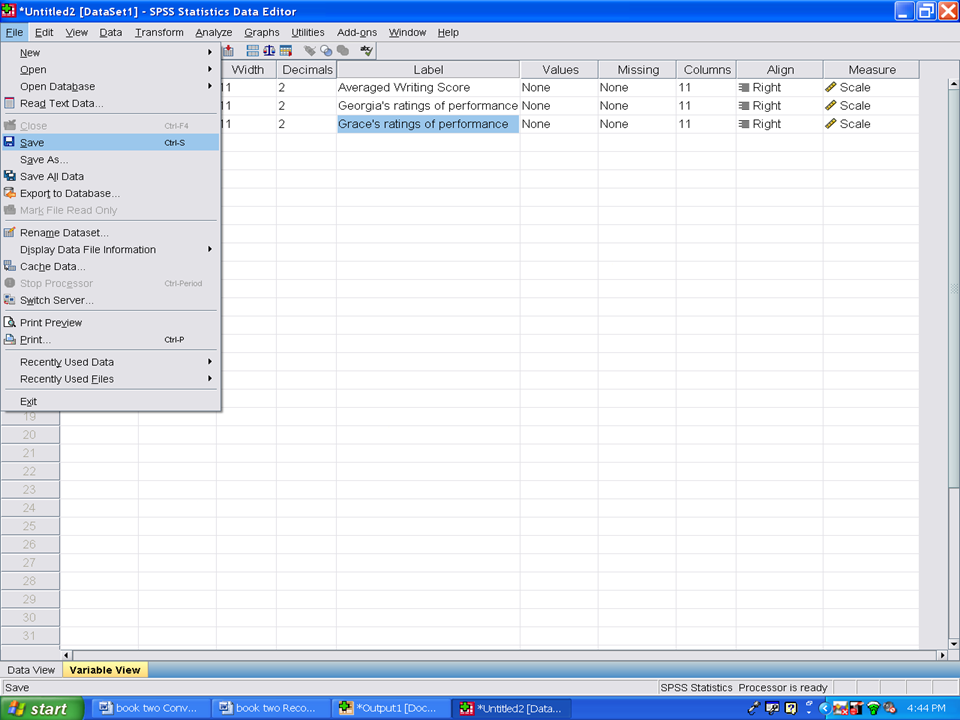 *Untitled2 [DataSet1] - SPSS Statistics Data Editor
File Edit View Data Transform Analyze Graphs Utilities Add-ons Window Help
New
Open
Open Database
Read Text Data...
Close Ctrl-F4
Save Ctrl-S
Save As...
Save All Data
Export to Database...
Mark File Read Only
Rename Dataset...
Display Data File Information
Cache Data...
Stop Processor Ctrl-Period
Switch Server...
Print Preview
Print... Ctrl-P
Recently Used Data
Recently Used Files
Exit
Width Decimals Label Values Missing Columns Align Measure
11 2 Averaged Writing Score None None 11 Right Scale
11 2 Georgia's ratings of performance None None 11 Right Scale
11 2 Grace's ratings of performance None None 11 Right Scale
19
20
21
22
23
24
25
26
27
28
29
30
31
Data View Variable View
Save SPSS Statistics Processor is ready
start book two Conv... book two Reco... *Output1 [Doc... *Untitled2 [Data... 4:44 PM